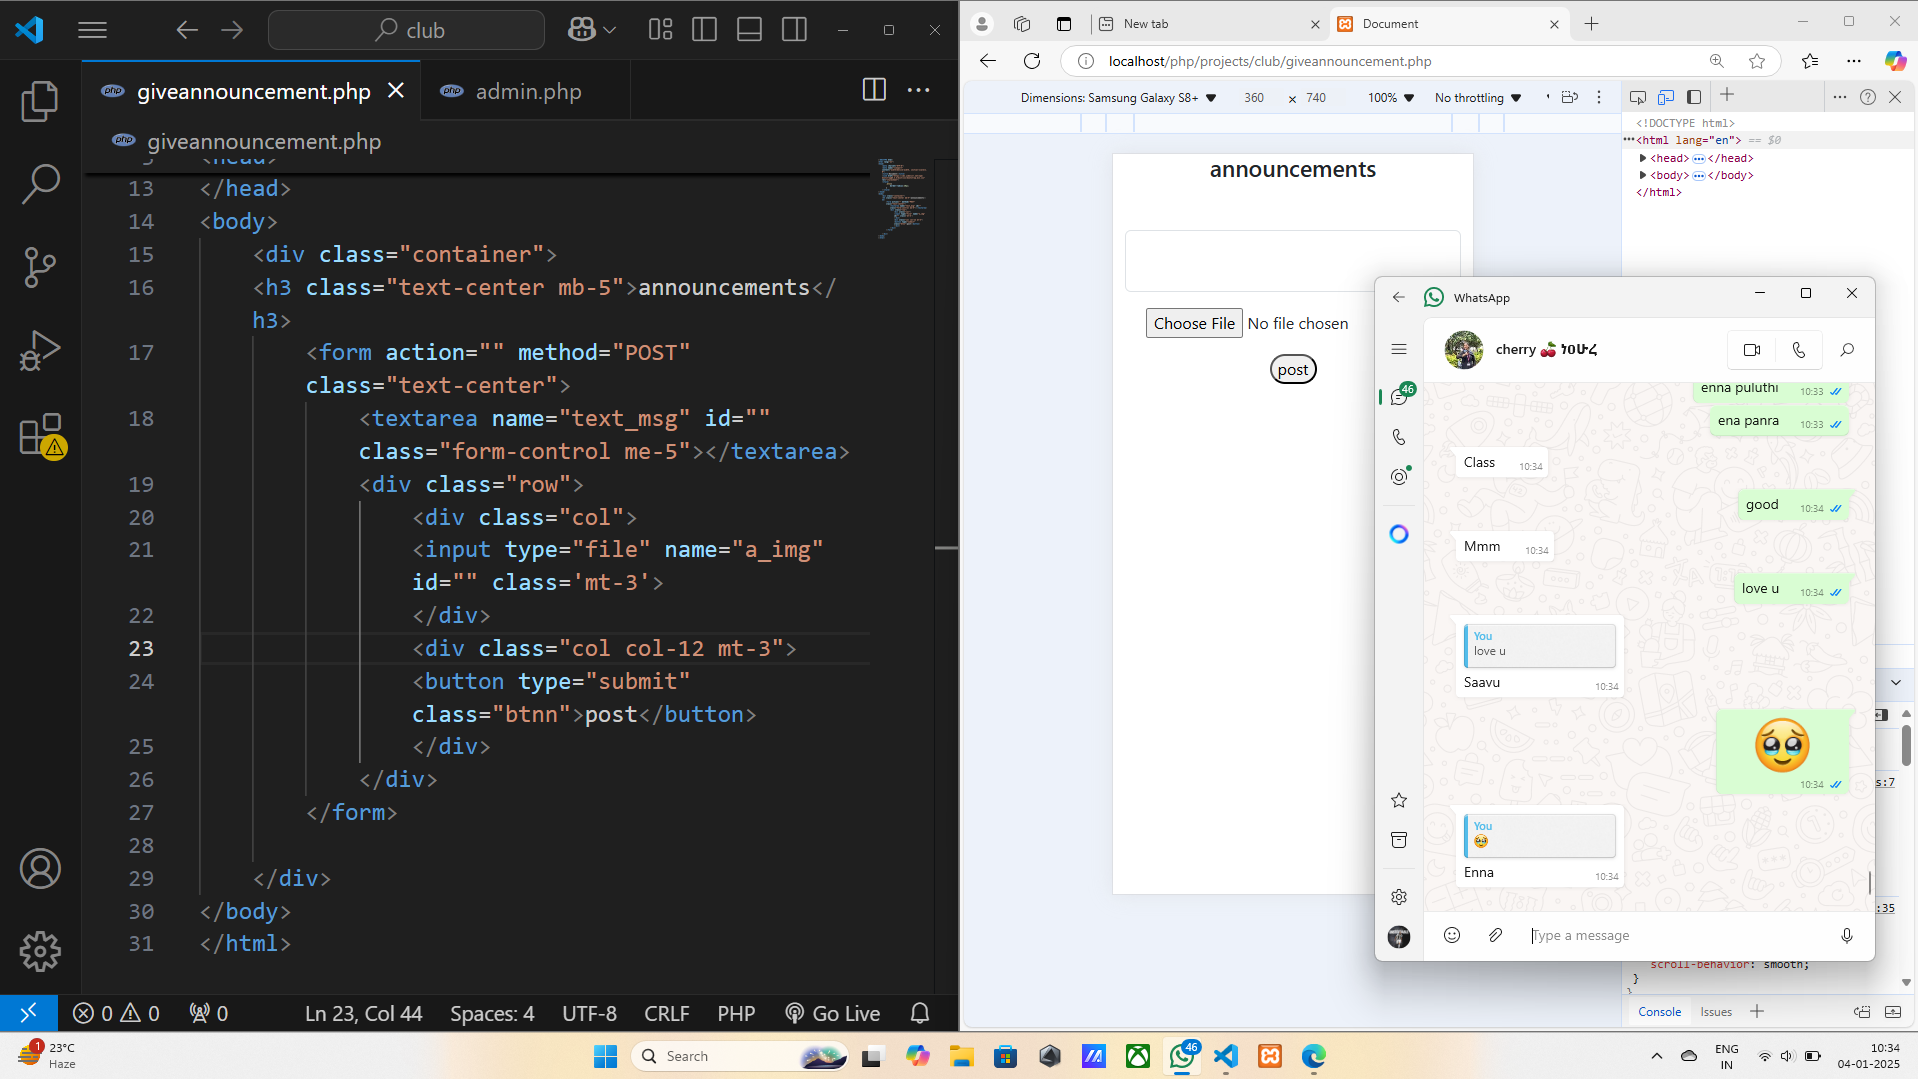 club
giveannouncement.php
admin.php
giveannouncement.php
13 </head>
14 <body>
15 <div class="container">
16 <h3 class="text-center mb-5">announcements</
h3>
17 <form action="" method="POST"
class="text-center">
18 <textarea name="text_msg" id=""
class="form-control me-5"></textarea>
19 <div class="row">
20 <div class="col">
21 <input type="file" name="a_img"
id="" class='mt-3'>
22 </div>
23 <div class="col col-12 mt-3">
24 <button type="submit"
class="btnn">post</button>
25 </div>
26 </div>
27 </form>
28
29 </div>
30 </body>
31 </html>
0 0 0
Ln 23, Col 44 Spaces: 4 UTF-8 CRLF PHP Go Live
New tab
Document
localhost/php/projects/club/giveannouncement.php
Dimensions: Samsung Galaxy S8+ 360 x 740 100% No throttling
announcements
Choose File No file chosen
post
<!DOCTYPE html>
<html lang="en"> == $0
<head> </head>
<body> </body>
</html>
WhatsApp
cherry 🍒
46
enna puluthi 10:33
ena panra 10:33
Class 10:34
good 10:34
Mmm 10:34
love u 10:34
You
love u
Saavu 10:34
🥹
10:34
You
🥹
Enna 10:34
Type a message
s:7
:35
scroll-behavior: smooth;
}
Console Issues
1
23°C
Haze
Search
46
ENG
IN
10:34
04-01-2025